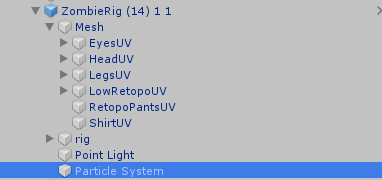 ZombieRig (14) 1 1
Mesh
EyesUV
HeadUV
LegsUV
LowRetopoUV
RetopoPantsUV
ShirtUV
rig
Point Light
Particle System